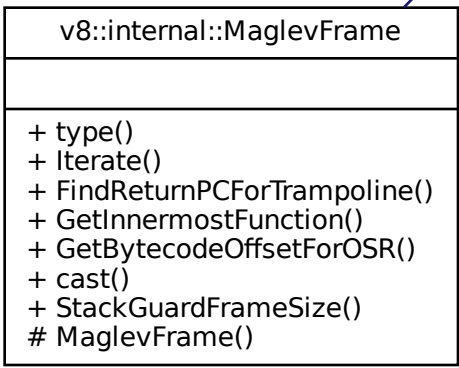 v8::internal::MaglevFrame
+ type()
+ Iterate()
+ FindReturnPCForTrampoline()
+ GetInnermostFunction()
+ GetBytecodeOffsetForOSR()
+ cast()
+ StackGuardFrameSize()
# MaglevFrame()